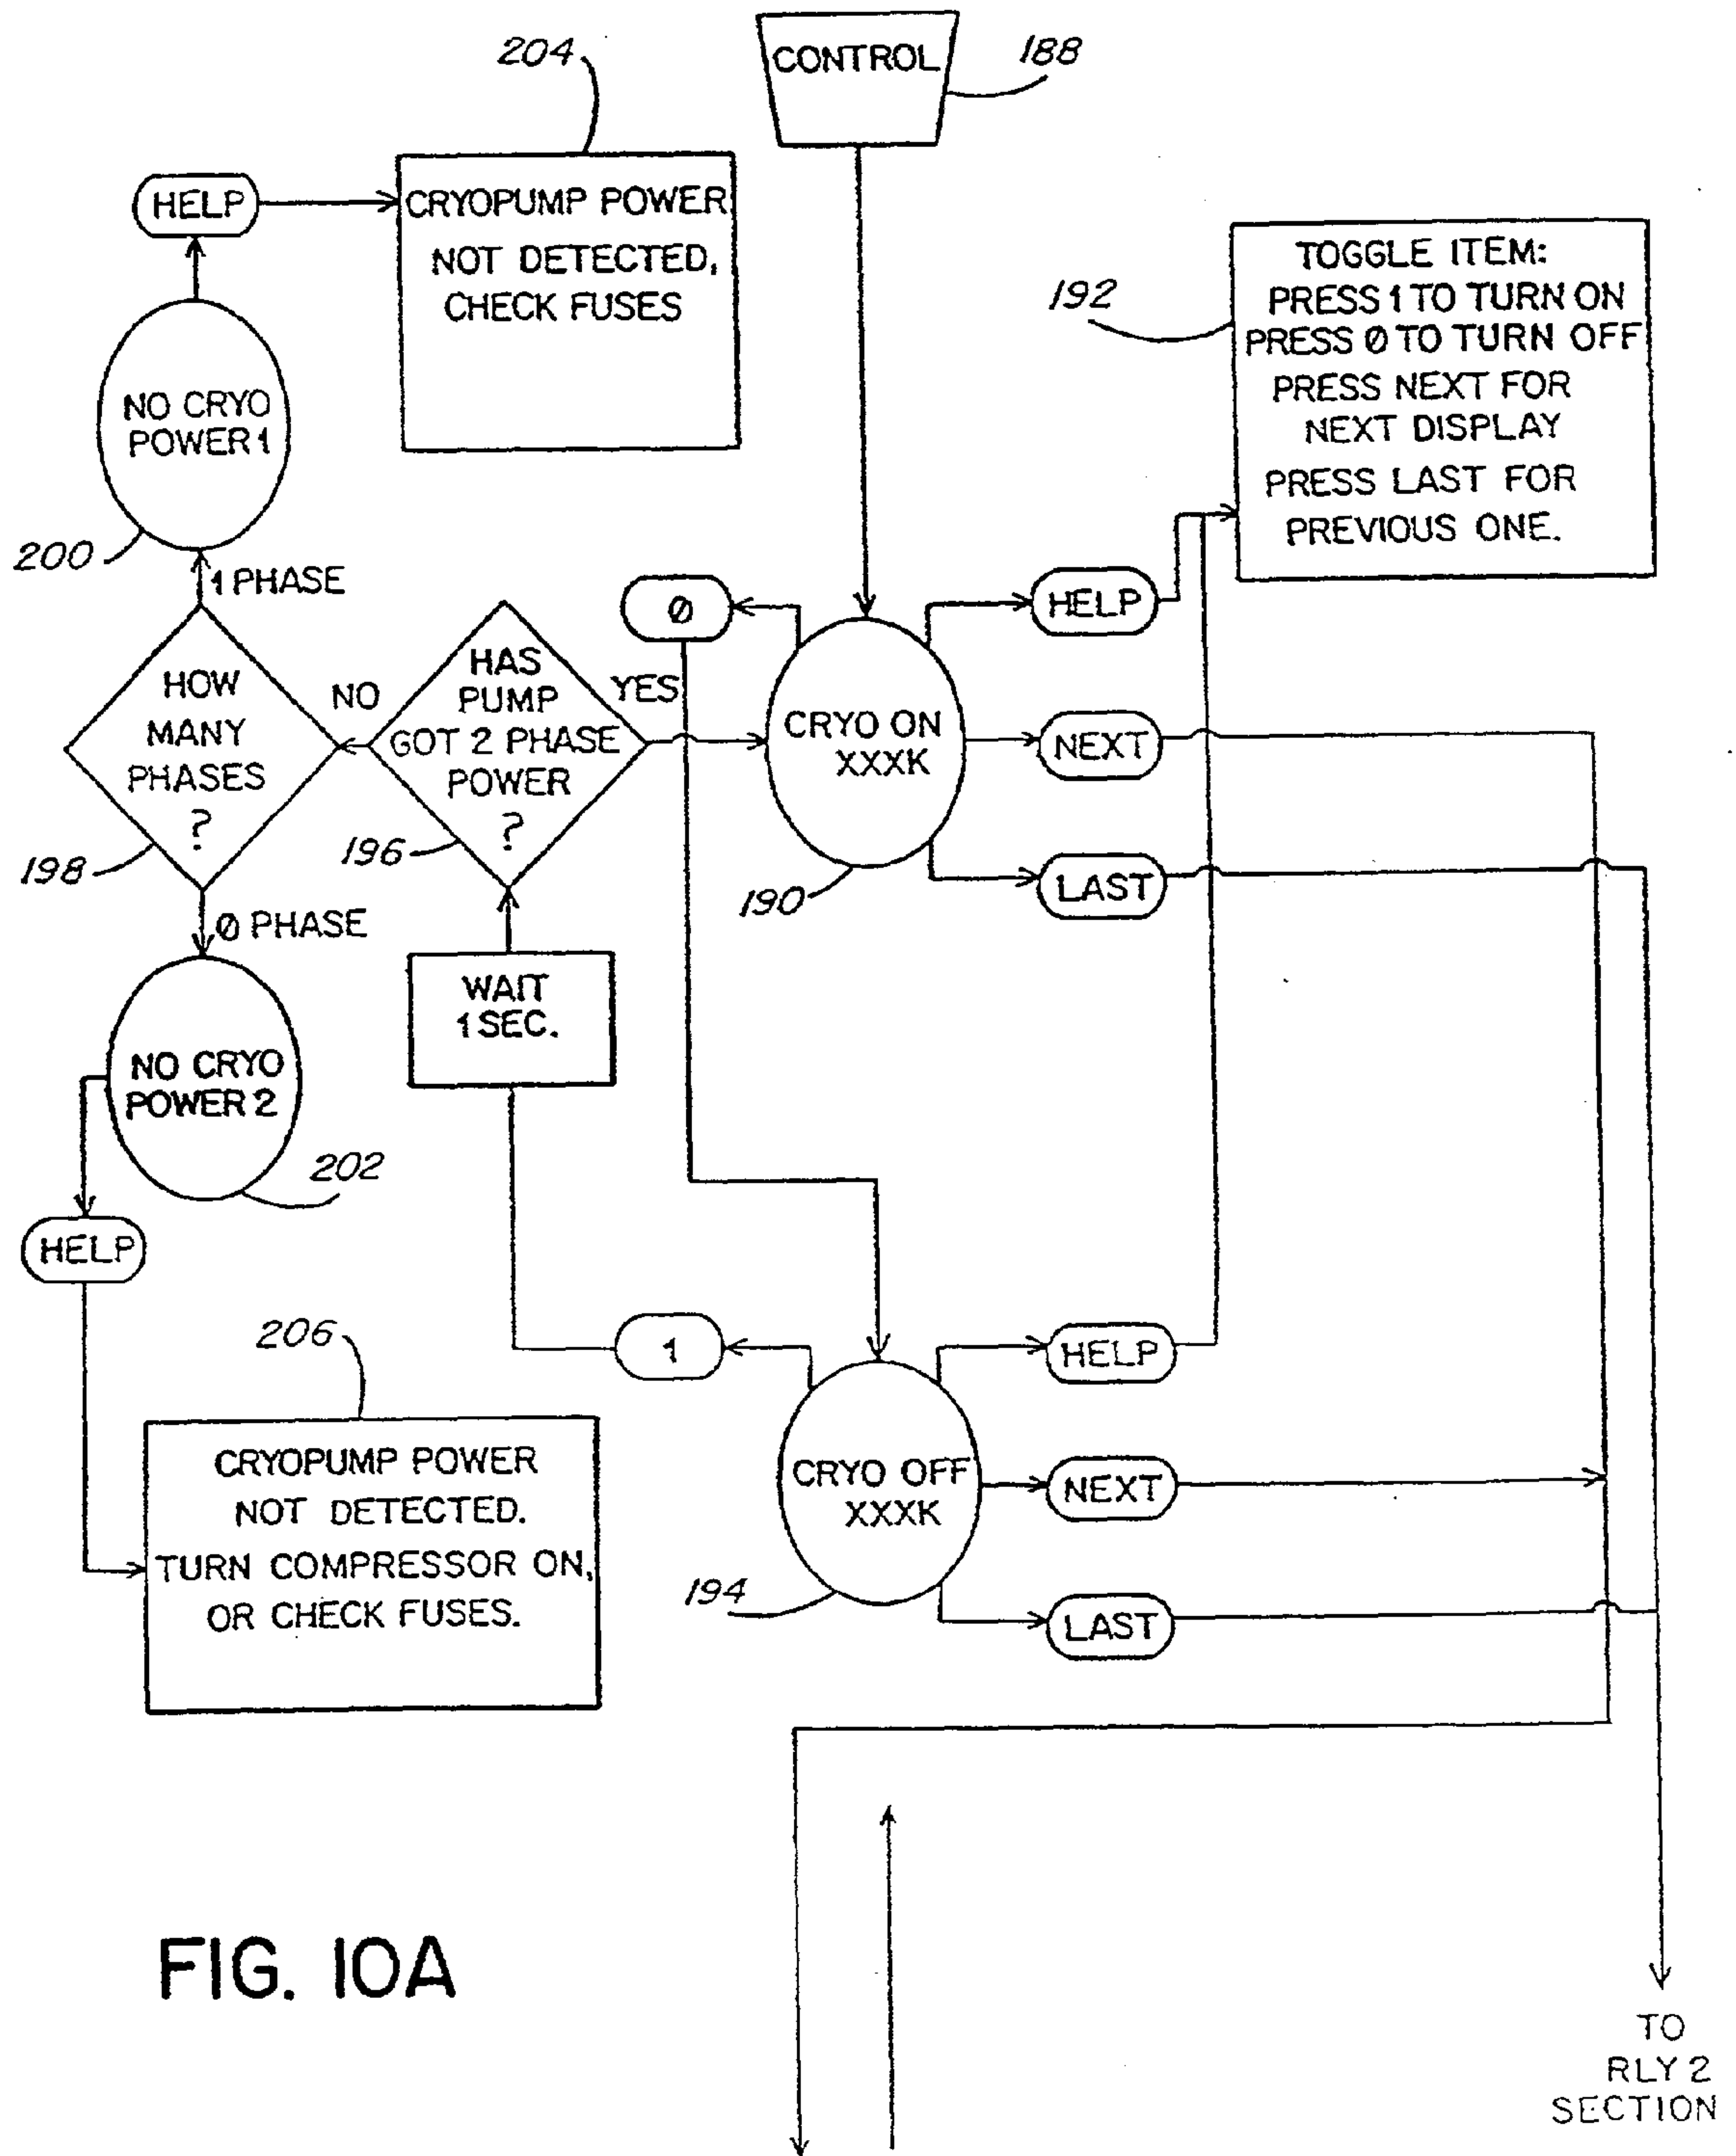 CONTROL
188
204
HELP
CRYOPUMP POWER
NOT DETECTED,
CHECK FUSES
192
TOGGLE ITEM:
PRESS 1 TO TURN ON
PRESS Ø TO TURN OFF
PRESS NEXT FOR
NEXT DISPLAY
PRESS LAST FOR
PREVIOUS ONE.
NO CRYO
POWER 1
200
1 PHASE
HOW
MANY
PHASES
?
198
NO
HAS
PUMP
GOT 2 PHASE
POWER
?
196
YES
Ø
CRYO ON
XXXK
190
HELP
NEXT
LAST
Ø PHASE
WAIT
1 SEC.
NO CRYO
POWER 2
202
HELP
206
CRYOPUMP POWER
NOT DETECTED.
TURN COMPRESSOR ON,
OR CHECK FUSES.
1
CRYO OFF
XXXK
194
HELP
NEXT
LAST
FIG. 10A
TO
RLY 2
SECTION